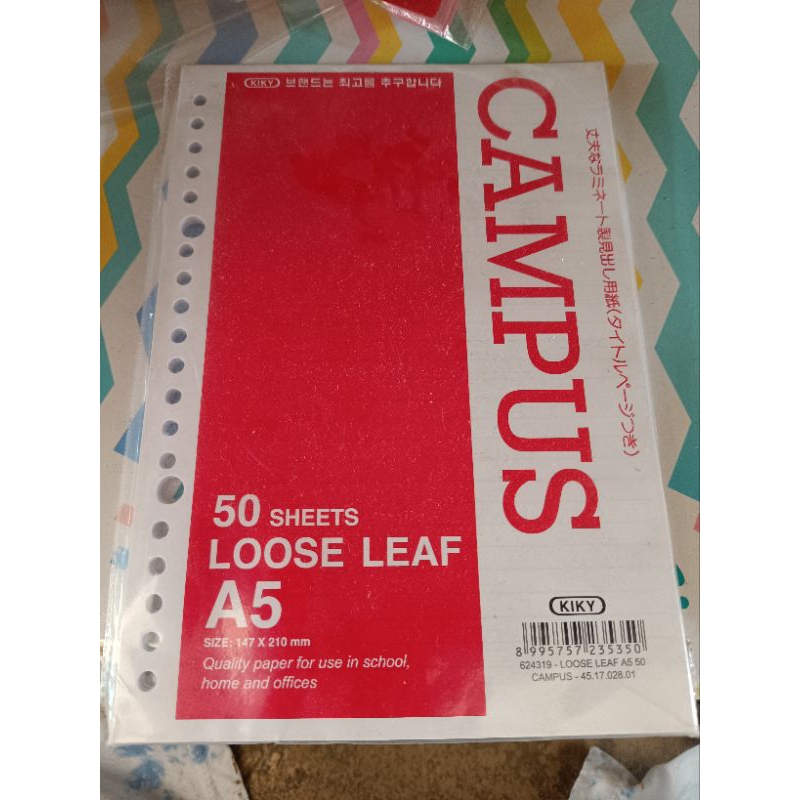 KIKY 브랜드는 최고를 추구합니다
CAMPUS
丈夫なラミネート製見出し用紙(タイトルページつき)
50 SHEETS
LOOSE LEAF
A5
SIZE: 147 X 210 mm
Quality paper for use in school,
home and offices
KIKY
8 995757 235350
624319 - LOOSE LEAF A5 50
CAMPUS - 45.17.028.01